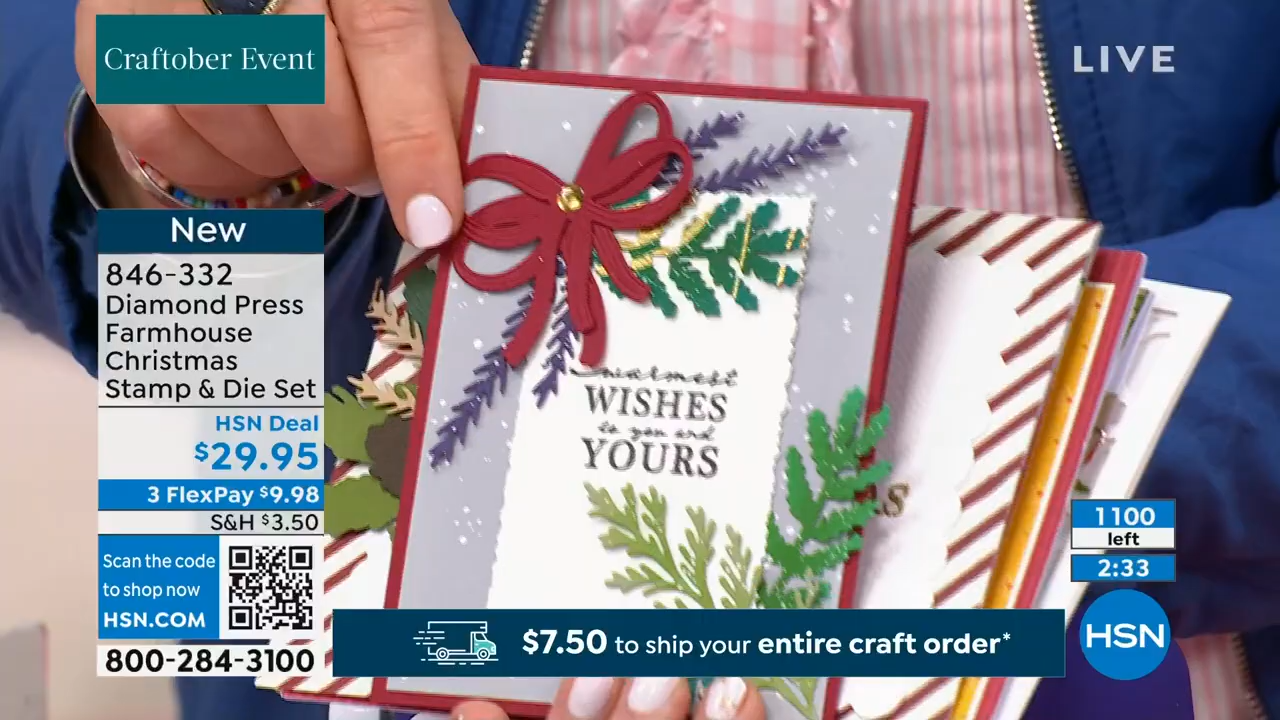 Craftober Event
LIVE
New
846-332
Diamond Press
Farmhouse
Christmas
Stamp & Die Set
HSN Deal
$29.95
3 FlexPay $9.98
S&H $3.50
Scan the code
to shop now
HSN.COM
800-284-3100
warmest
WISHES
to you and
YOURS
AS
1100
left
2:33
$7.50 to ship your entire craft order*
HSN